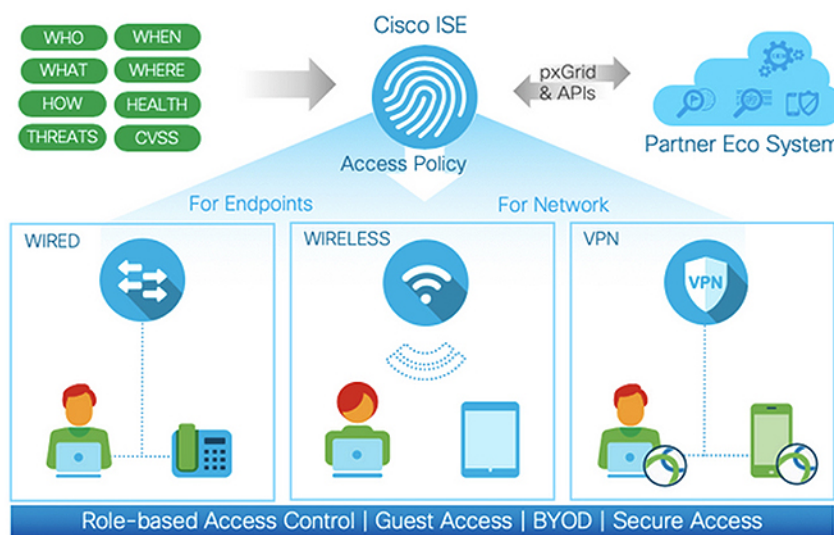 WHO
WHEN
WHAT
WHERE
HOW
HEALTH
THREATS
CVSS
Cisco ISE
pxGrid
& APIs
Partner Eco System
Access Policy
For Endpoints
For Network
WIRED
WIRELESS
VPN
VPN
Role-based Access Control | Guest Access | BYOD | Secure Access